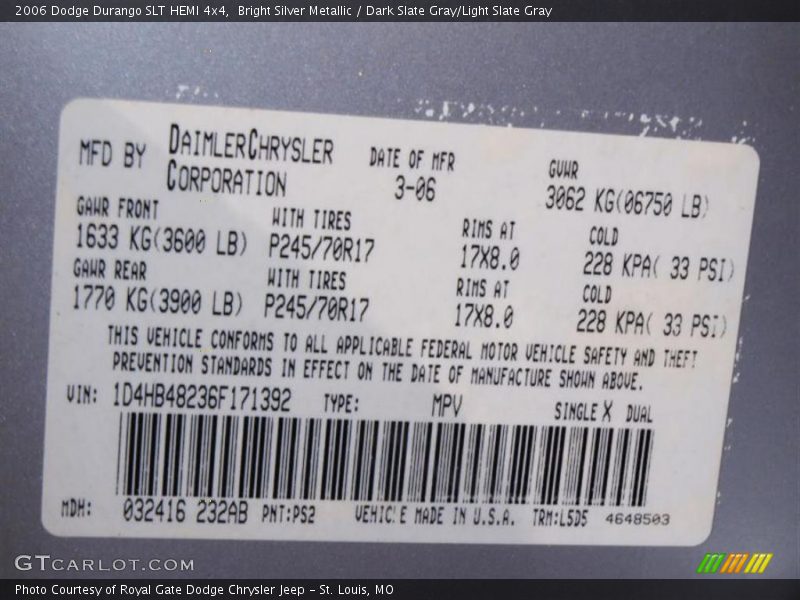 2006 Dodge Durango SLT HEMI 4x4,  Bright Silver Metallic / Dark Slate Gray/Light Slate Gray
MFD BY DAIMLERCHRYSLER CORPORATION DATE OF MFR 3-06 GVWR 3062 KG(06750 LB)
GAWR FRONT WITH TIRES RIMS AT COLD
1633 KG(3600 LB) P245/70R17 17X8.0 228 KPA( 33 PSI)
GAWR REAR WITH TIRES RIMS AT COLD
1770 KG(3900 LB) P245/70R17 17X8.0 228 KPA( 33 PSI)
THIS VEHICLE CONFORMS TO ALL APPLICABLE FEDERAL MOTOR VEHICLE SAFETY AND THEFT
PREVENTION STANDARDS IN EFFECT ON THE DATE OF MANUFACTURE SHOWN ABOVE.
VIN: 1D4HB48236F171392 TYPE: MPV SINGLE X DUAL
MDH: 032416 232AB PNT:PS2 VEHICLE MADE IN U.S.A. TRM:L5D5 4648503
GTCARLOT.COM
Photo Courtesy of Royal Gate Dodge Chrysler Jeep – St. Louis, MO